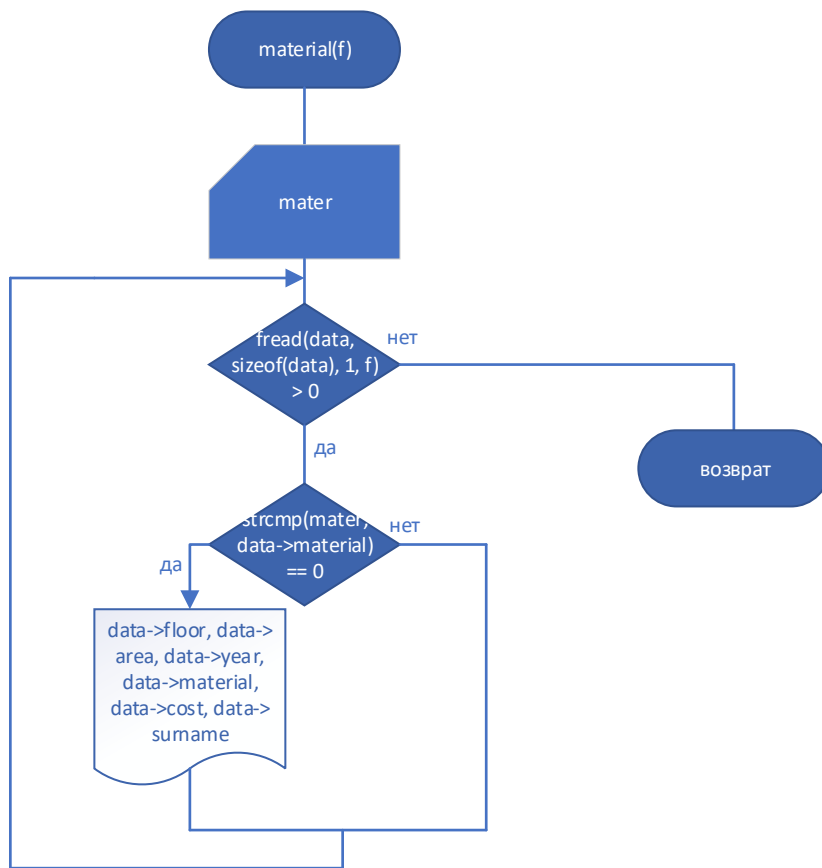 material(f)
mater
fread(data,
sizeof(data), 1, f)
> 0
нет
да
возврат
strcmp(mater,
data->material)
== 0
нет
да
data->floor, data->
area, data->year,
data->material,
data->cost, data->
surname